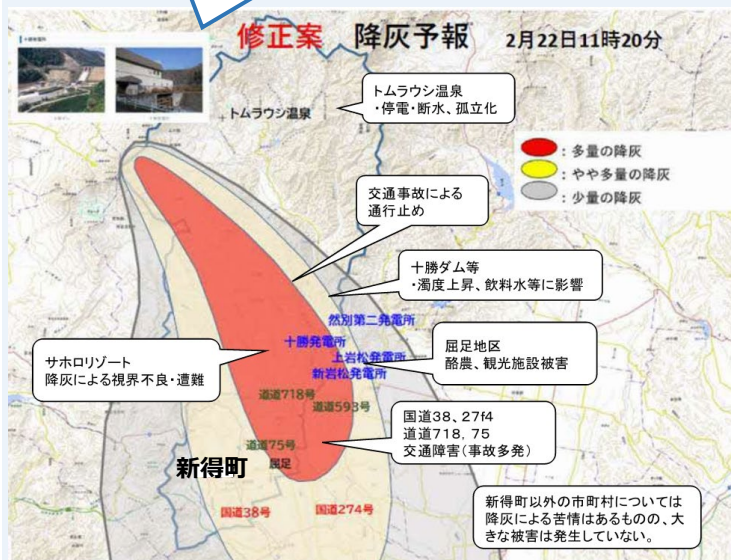 修正案 降灰予報 2月22日11時20分
トムラウシ温泉
・停電・断水、孤立化
トムラウシ温泉
：多量の降灰
：やや多量の降灰
：少量の降灰
交通事故による
通行止め
十勝ダム等
・濁度上昇、飲料水等に影響
然別第二発電所
十勝発電所
上岩松発電所
新岩松発電所
屈足地区
酪農、観光施設被害
サホロリゾート
降灰による視界不良・遭難
道道718号
道道593号
国道38、27f4
道道718，75
交通障害（事故多発）
道道75号
屈足
新得町
国道38号
国道274号
新得町以外の市町村については
降灰による苦情はあるものの、大
きな被害は発生していない。